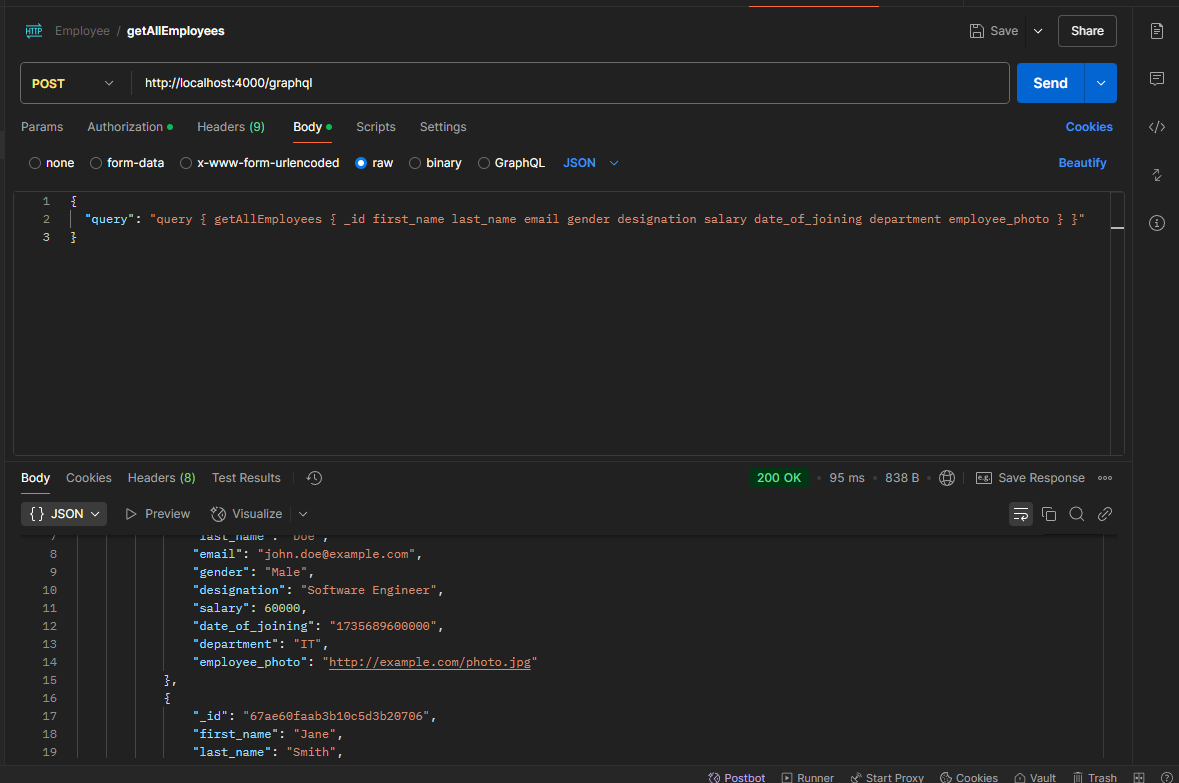 HTTP Employee / getAllEmployees Save Share
POST http://localhost:4000/graphql Send
Params Authorization Headers (9) Body Scripts Settings Cookies
none form-data x-www-form-urlencoded raw binary GraphQL JSON Beautify
1 {
2 "query": "query { getAllEmployees { _id first_name last_name email gender designation salary date_of_joining department employee_photo } }"
3 }
Body Cookies Headers (8) Test Results 200 OK 95 ms 838 B e.g. Save Response
{} JSON Preview Visualize
7 "last_name": "Doe",
8 "email": "john.doe@example.com",
9 "gender": "Male",
10 "designation": "Software Engineer",
11 "salary": 60000,
12 "date_of_joining": "1735689600000",
13 "department": "IT",
14 "employee_photo": "http://example.com/photo.jpg"
15 },
16 {
17 "_id": "67ae60faab3b10c5d3b20706",
18 "first_name": "Jane",
19 "last_name": "Smith",
Postbot Runner Start Proxy Cookies Vault Trash